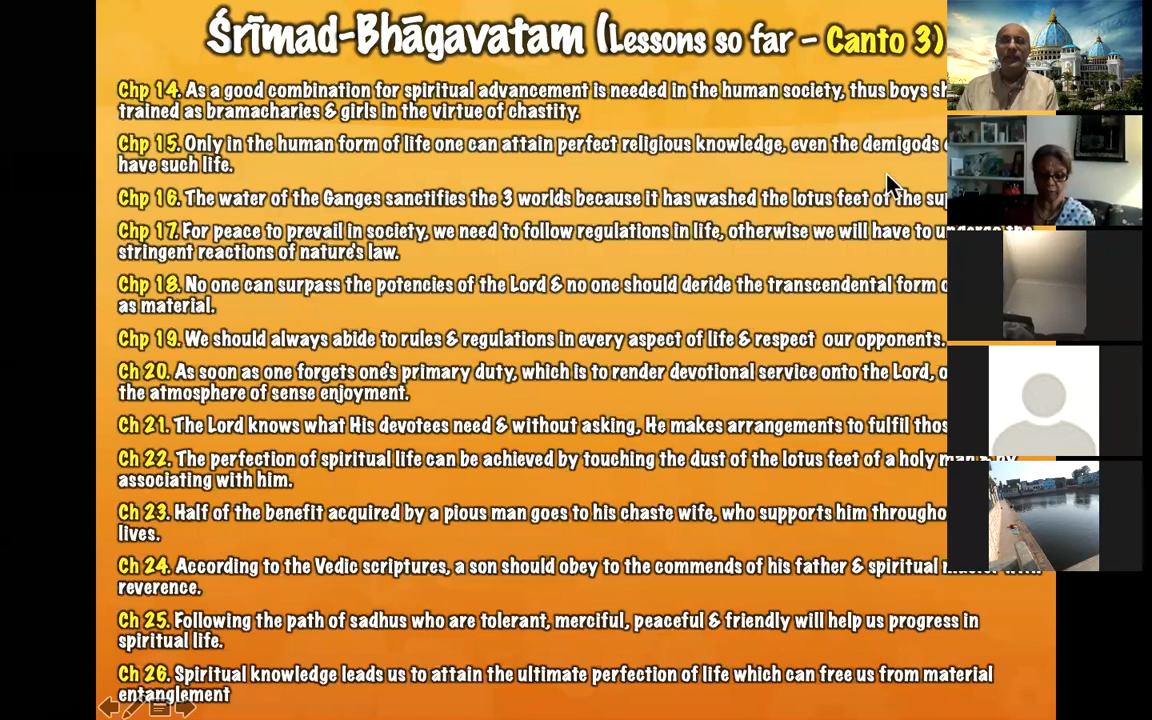 Śrīmad-Bhāgavatam (Lessons so far – Canto 3)
Chp 14. As a good combination for spiritual advancement is needed in the human society, thus boys
trained as bramacharies & girls in the virtue of chastity.
Chp 15. Only in the human form of life one can attain perfect religious knowledge, even the demigods
have such life.
Chp 16. The water of the Ganges sanctifies the 3 worlds because it has washed the lotus feet of the
Chp 17. For peace to prevail in society, we need to follow regulations in life, otherwise we will have to undergo the
stringent reactions of nature's law.
Chp 18. No one can surpass the potencies of the Lord & no one should deride the transcendental form
as material.
Chp 19. We should always abide to rules & regulations in every aspect of life & respect our opponents.
Ch 20. As soon as one forgets one's primary duty, which is to render devotional service onto the Lord,
the atmosphere of sense enjoyment.
Ch 21. The Lord knows what His devotees need & without asking, He makes arrangements to fulfil
Ch 22. The perfection of spiritual life can be achieved by touching the dust of the lotus feet of a holy man & by
associating with him.
Ch 23. Half of the benefit acquired by a pious man goes to his chaste wife, who supports him
lives.
Ch 24. According to the Vedic scriptures, a son should obey to the commends of his father & spiritual master with
reverence.
Ch 25. Following the path of sadhus who are tolerant, merciful, peaceful & friendly will help us progress in
spiritual life.
Ch 26. Spiritual knowledge leads us to attain the ultimate perfection of life which can free us from material
entanglement